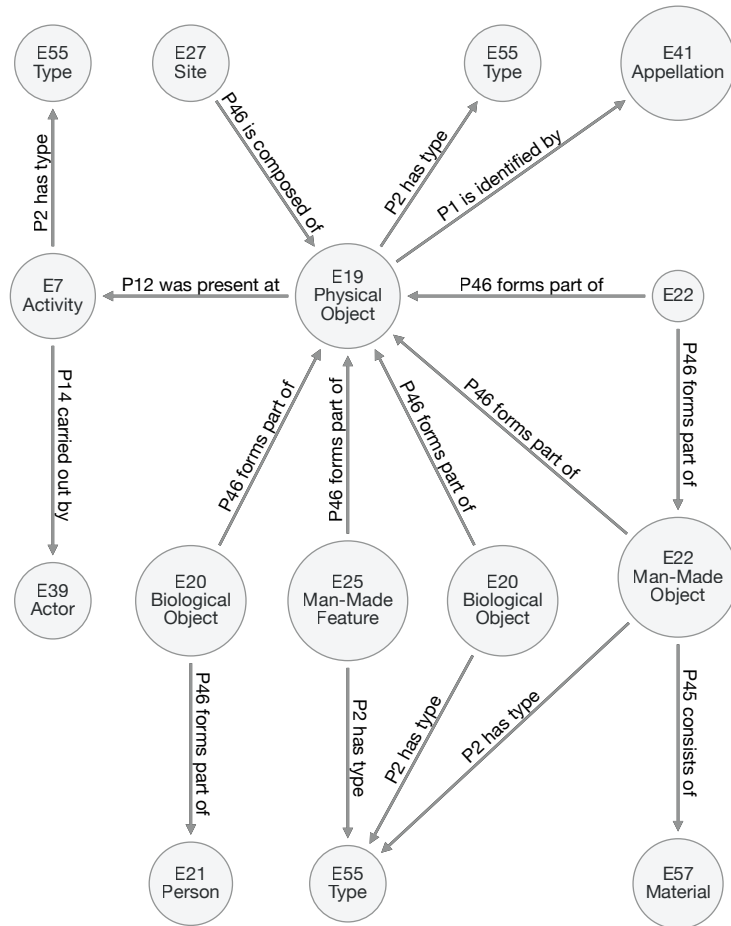 E55
Type
E27
Site
E55
Type
E41
Appellation
P2 has type
P46 is composed of
P2 has type
P1 is identified by
E7
Activity
P12 was present at
E19
Physical
Object
P46 forms part of
E22
P14 carried out by
P46 forms part of
P46 forms part of
P46 forms part of
P46 forms part of
P46 forms part of
E39
Actor
E20
Biological
Object
E25
Man-Made
Feature
E20
Biological
Object
E22
Man-Made
Object
P46 forms part of
P2 has type
P2 has type
P2 has type
P45 consists of
E21
Person
E55
Type
E57
Material